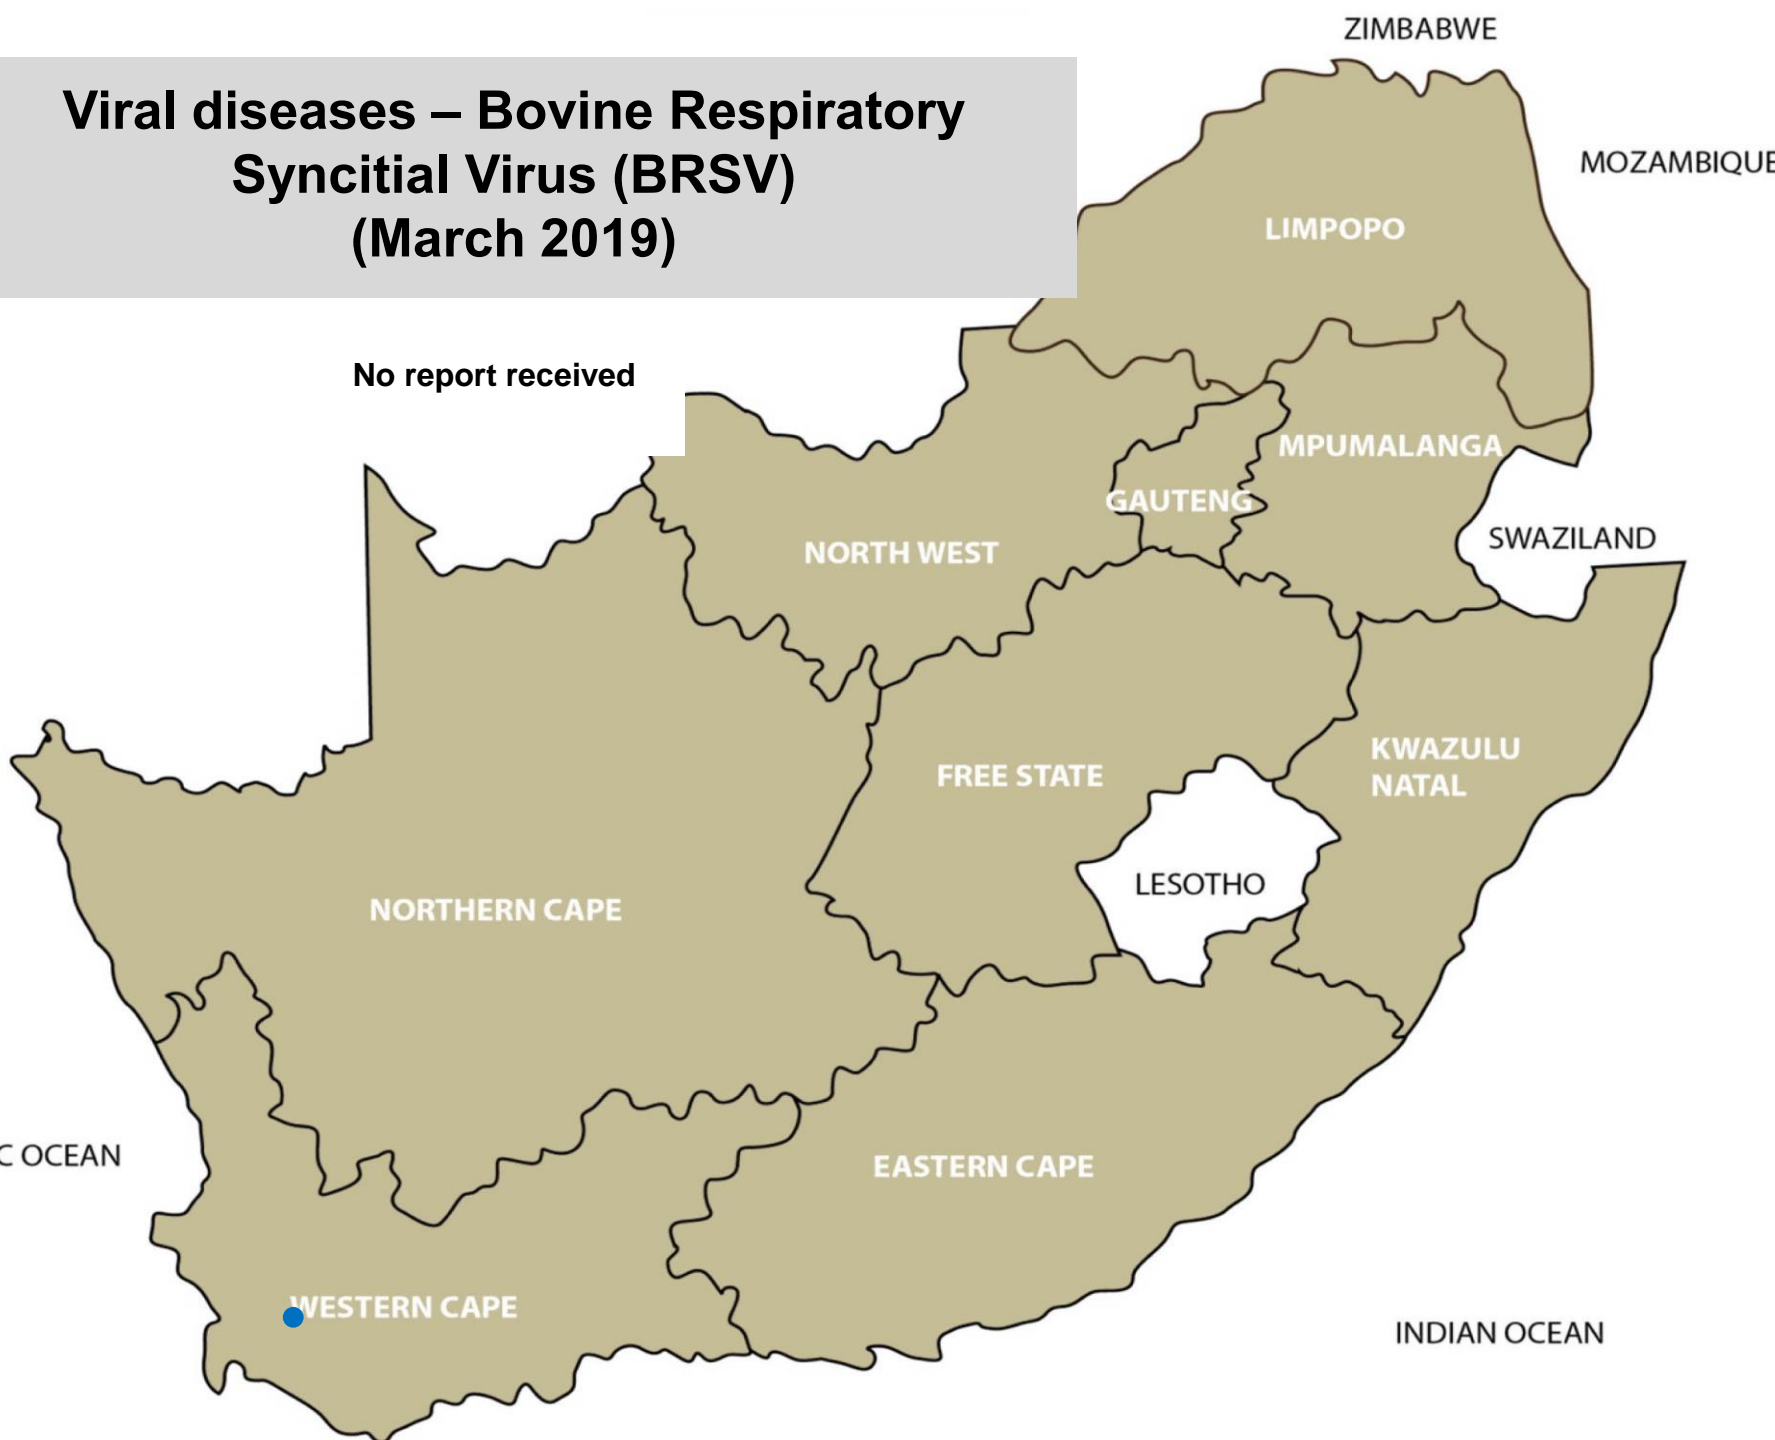 ZIMBABWE
Viral diseases – Bovine Respiratory
Syncitial Virus (BRSV)
(March 2019)
MOZAMBIQUE
LIMPOPO
No report received
MPUMALANGA
GAUTENG
SWAZILAND
NORTH WEST
KWAZULU
NATAL
FREE STATE
LESOTHO
NORTHERN CAPE
C OCEAN
EASTERN CAPE
WESTERN CAPE
INDIAN OCEAN